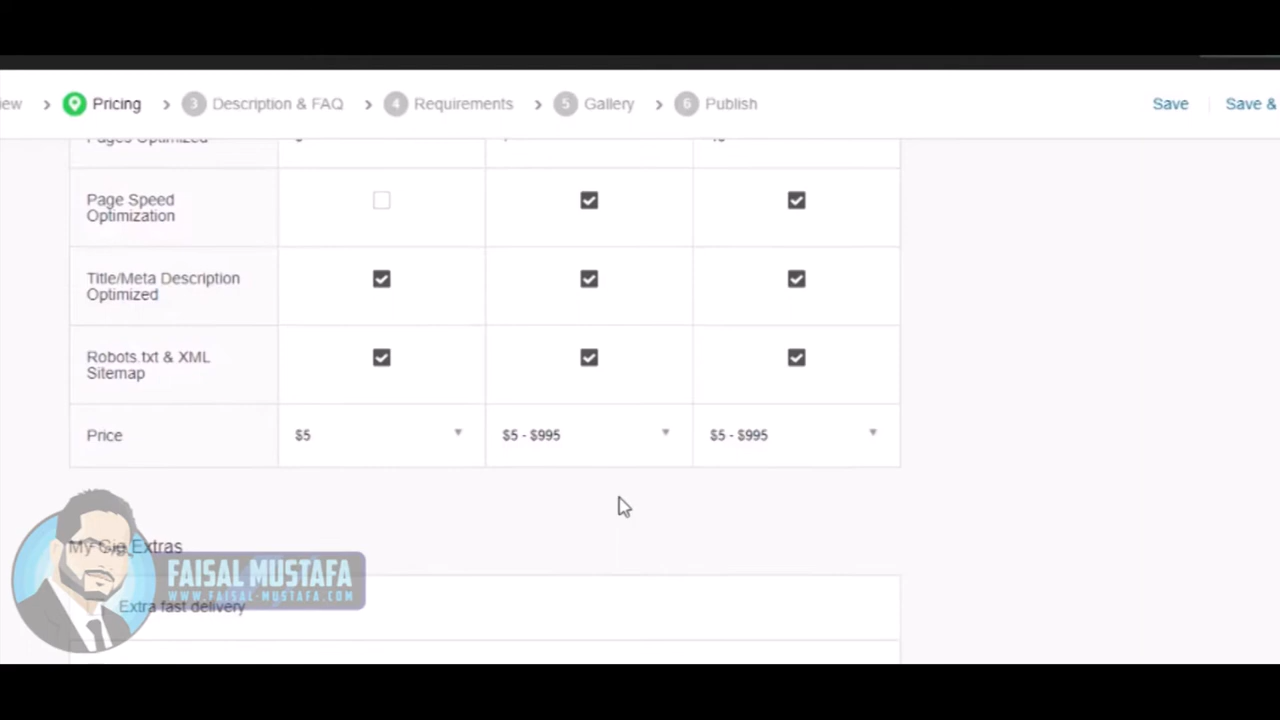 ew > Pricing > 3 Description & FAQ > 4 Requirements > 5 Gallery > 6 Publish Save Save &
Pages Optimized
Page Speed
Optimization
Title/Meta Description
Optimized
Robots.txt & XML
Sitemap
Price $5 $5 - $995 $5 - $995
My Gig Extras
FAISAL MUSTAFA
WWW.FAISAL-MUSTAFA.COM
Extra fast delivery